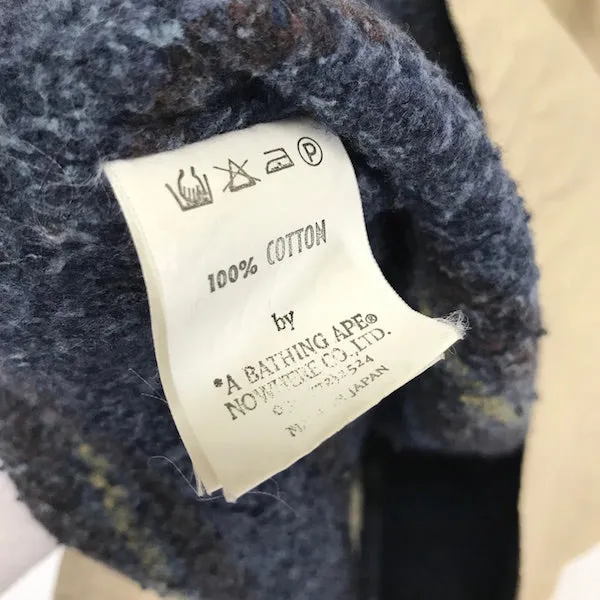 P
100% COTTON
by
*A BATHING APE®
NOWHERE CO., LTD.
JAPAN